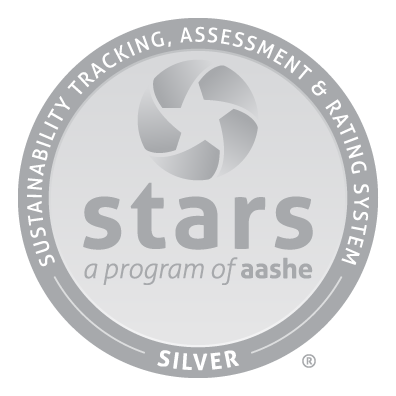 SUSTAINABILITY TRACKING, ASSESSMENT & RATING SYSTEM
stars
a program of aashe
SILVER
®